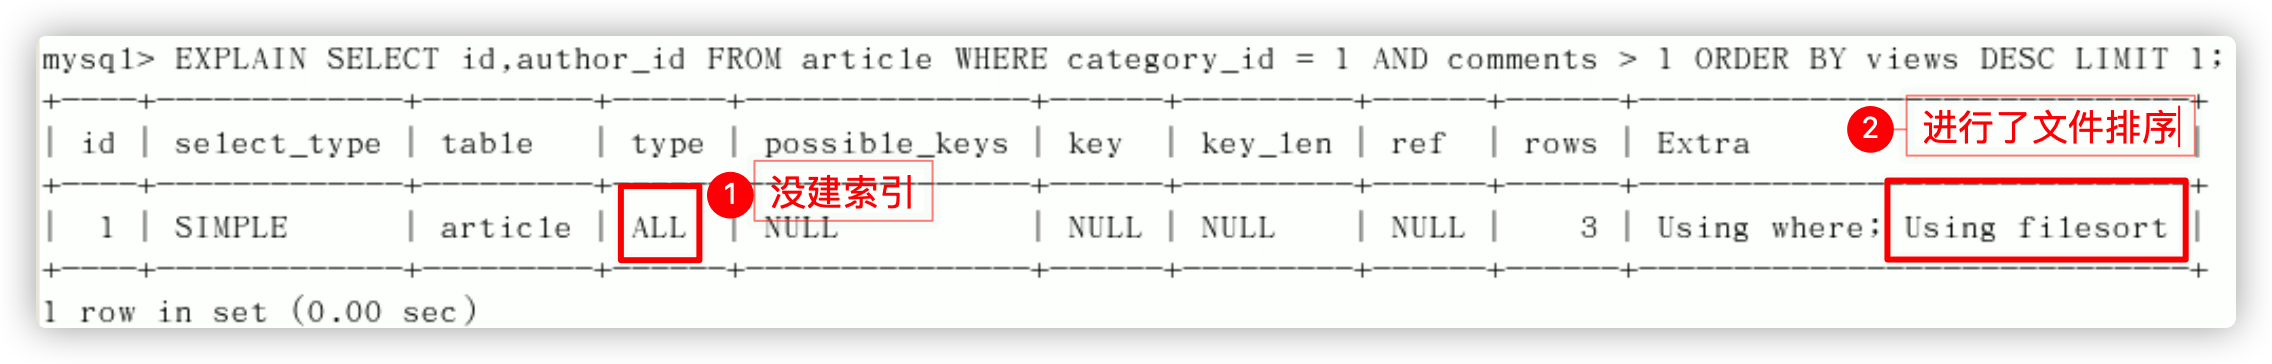 mysql> EXPLAIN SELECT id,author_id FROM article WHERE category_id = 1 AND comments > 1 ORDER BY views DESC LIMIT 1;
+----+-------------+---------+------+---------------+------+---------+------+------+-----------------------------+
2 进行了文件排序
| id | select_type | table | type | possible_keys | key | key_len | ref | rows | Extra |
+----+-------------+---------+------+---------------+------+---------+------+------+-----------------------------+
1 没建索引
| 1 | SIMPLE | article | ALL | NULL | NULL | NULL | NULL | 3 | Using where; Using filesort |
+----+-------------+---------+------+---------------+------+---------+------+------+-----------------------------+
1 row in set (0.00 sec)